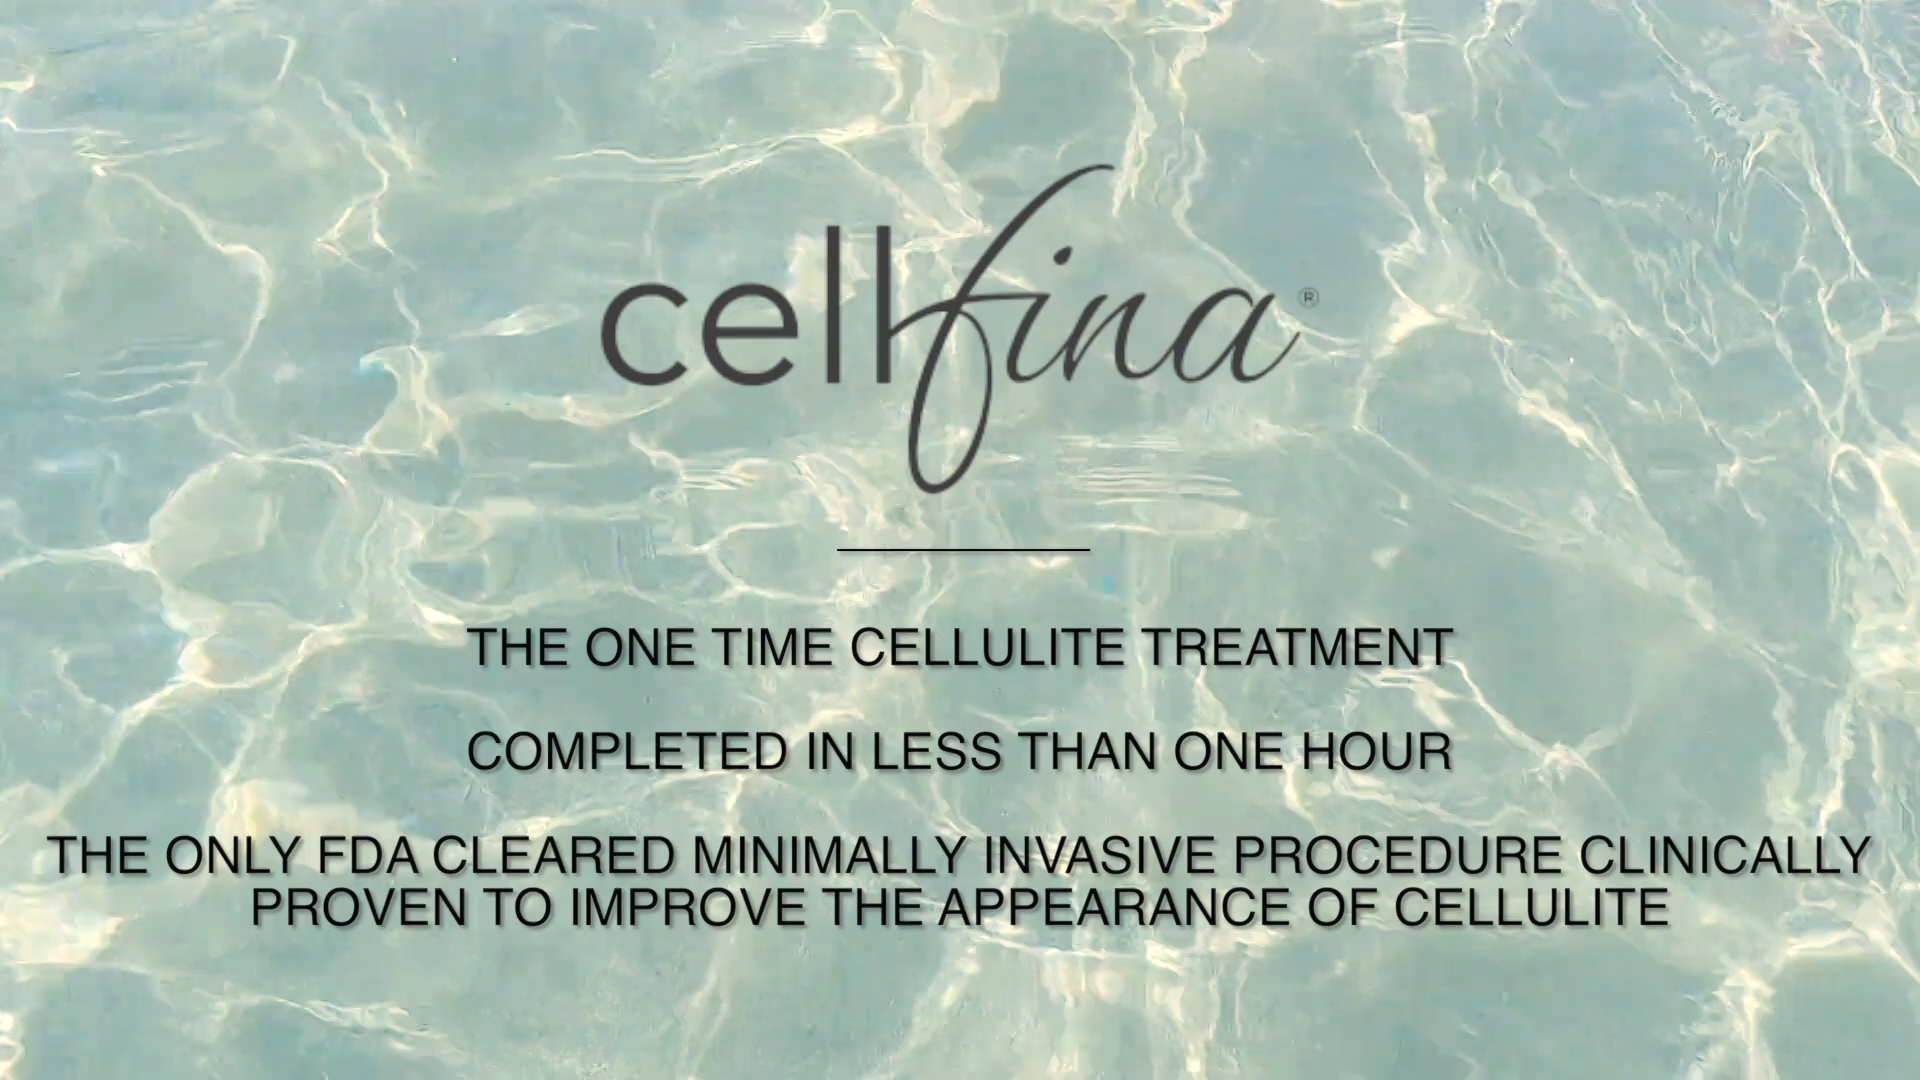 cellfina®
THE ONE TIME CELLULITE TREATMENT
COMPLETED IN LESS THAN ONE HOUR
THE ONLY FDA CLEARED MINIMALLY INVASIVE PROCEDURE CLINICALLY
PROVEN TO IMPROVE THE APPEARANCE OF CELLULITE